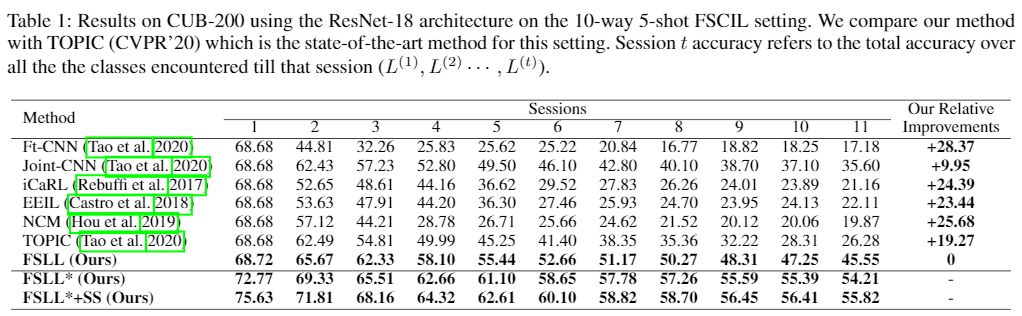 Table 1: Results on CUB-200 using the ResNet-18 architecture on the 10-way 5-shot FSCIL setting. We compare our method
with TOPIC (CVPR'20) which is the state-of-the-art method for this setting. Session t accuracy refers to the total accuracy over
all the the classes encountered till that session (L^(1), L^(2) · · · , L^(t)).
Method Sessions Our Relative
1 2 3 4 5 6 7 8 9 10 11 Improvements
Ft-CNN (Tao et al. 2020) 68.68 44.81 32.26 25.83 25.62 25.22 20.84 16.77 18.82 18.25 17.18 +28.37
Joint-CNN (Tao et al. 2020) 68.68 62.43 57.23 52.80 49.50 46.10 42.80 40.10 38.70 37.10 35.60 +9.95
iCaRL (Rebuffi et al. 2017) 68.68 52.65 48.61 44.16 36.62 29.52 27.83 26.26 24.01 23.89 21.16 +24.39
EEIL (Castro et al. 2018) 68.68 53.63 47.91 44.20 36.30 27.46 25.93 24.70 23.95 24.13 22.11 +23.44
NCM (Hou et al. 2019) 68.68 57.12 44.21 28.78 26.71 25.66 24.62 21.52 20.12 20.06 19.87 +25.68
TOPIC (Tao et al. 2020) 68.68 62.49 54.81 49.99 45.25 41.40 38.35 35.36 32.22 28.31 26.28 +19.27
FSLL (Ours) 68.72 65.67 62.33 58.10 55.44 52.66 51.17 50.27 48.31 47.25 45.55 0
FSLL* (Ours) 72.77 69.33 65.51 62.66 61.10 58.65 57.78 57.26 55.59 55.39 54.21 -
FSLL*+SS (Ours) 75.63 71.81 68.16 64.32 62.61 60.10 58.82 58.70 56.45 56.41 55.82 -